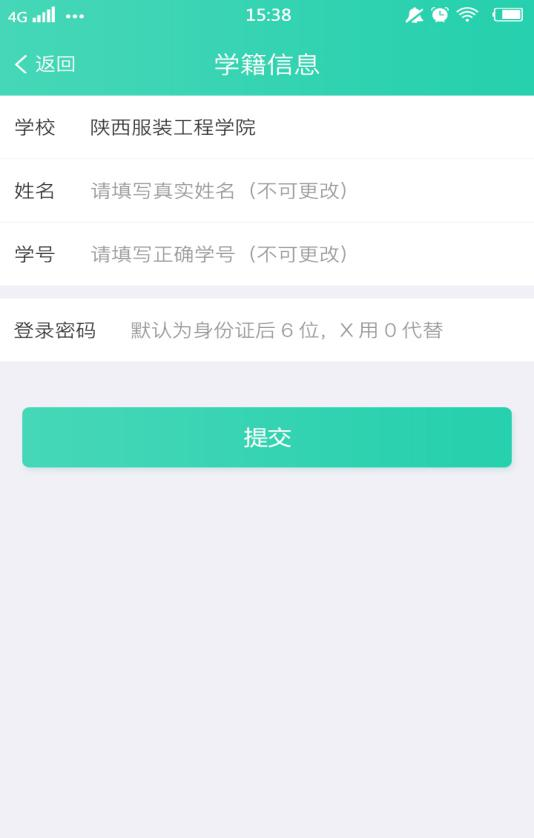 4G 15:38
返回 学籍信息
学校 陕西服装工程学院
姓名 请填写真实姓名（不可更改）
学号 请填写正确学号（不可更改）
登录密码 默认为身份证后 6 位，X 用 0 代替
提交